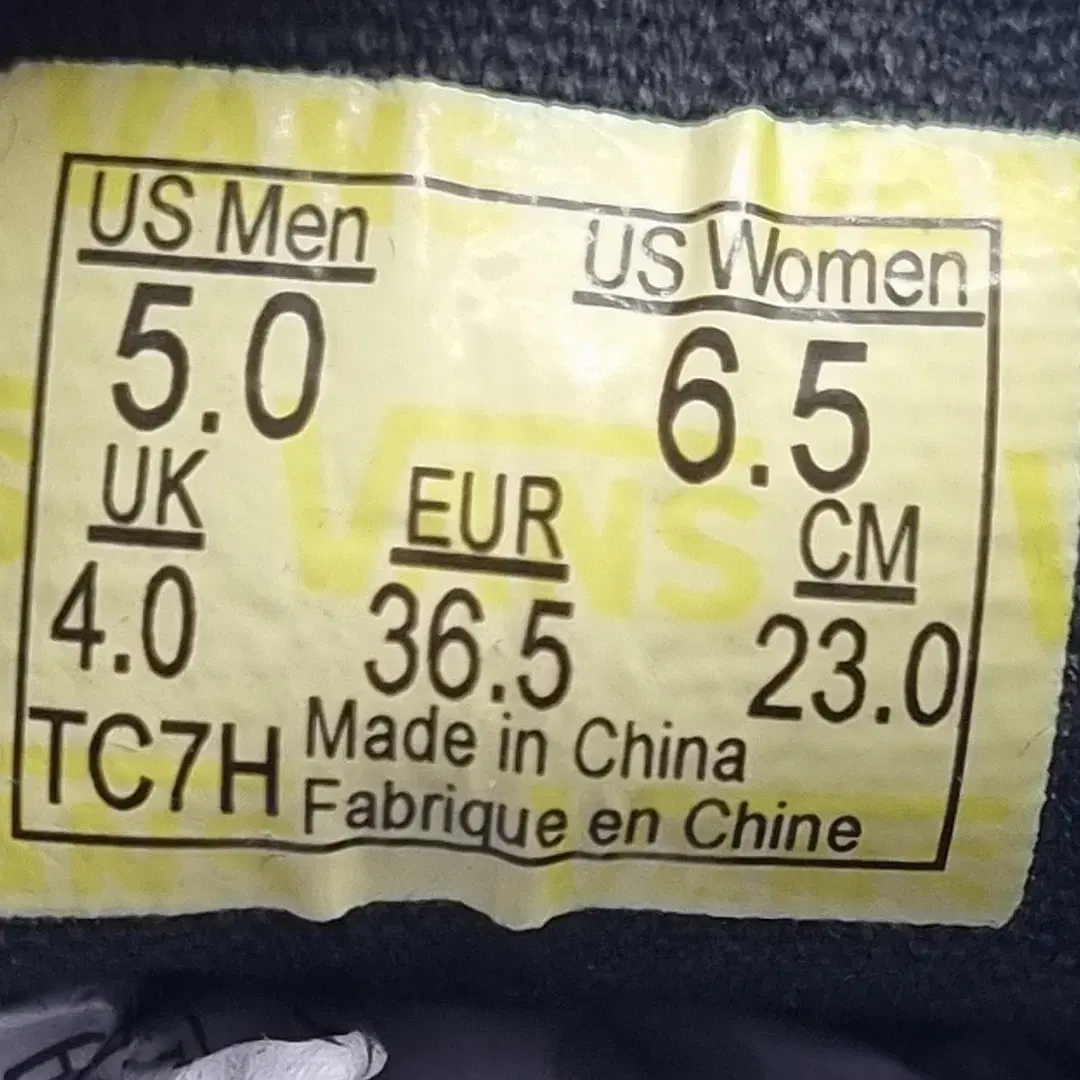 US Men US Women
5.0 6.5
UK EUR CM
4.0 36.5 23.0
TC7H Made in China
Fabrique en Chine
VANS